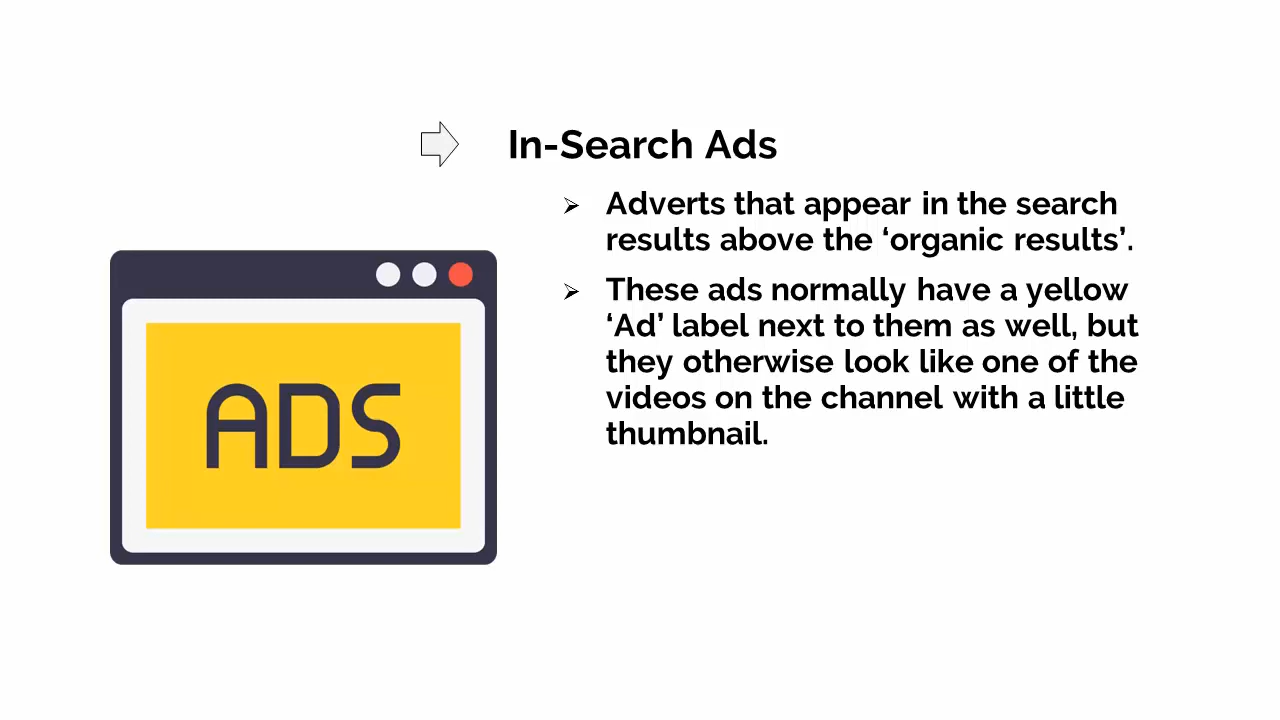 In-Search Ads
Adverts that appear in the search
results above the ‘organic results’.
These ads normally have a yellow
‘Ad’ label next to them as well, but
they otherwise look like one of the
videos on the channel with a little
thumbnail.
ADS